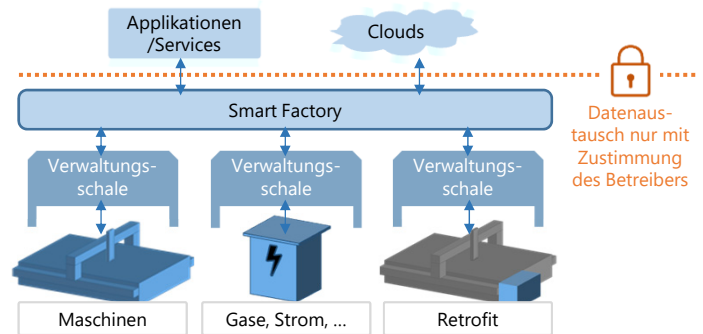 Applikationen
/Services
Clouds
Smart Factory
Datenaus-
tausch nur mit
Zustimmung
des Betreibers
Verwaltungs-
schale
Verwaltungs-
schale
Verwaltungs-
schale
Maschinen
Gase, Strom, ...
Retrofit